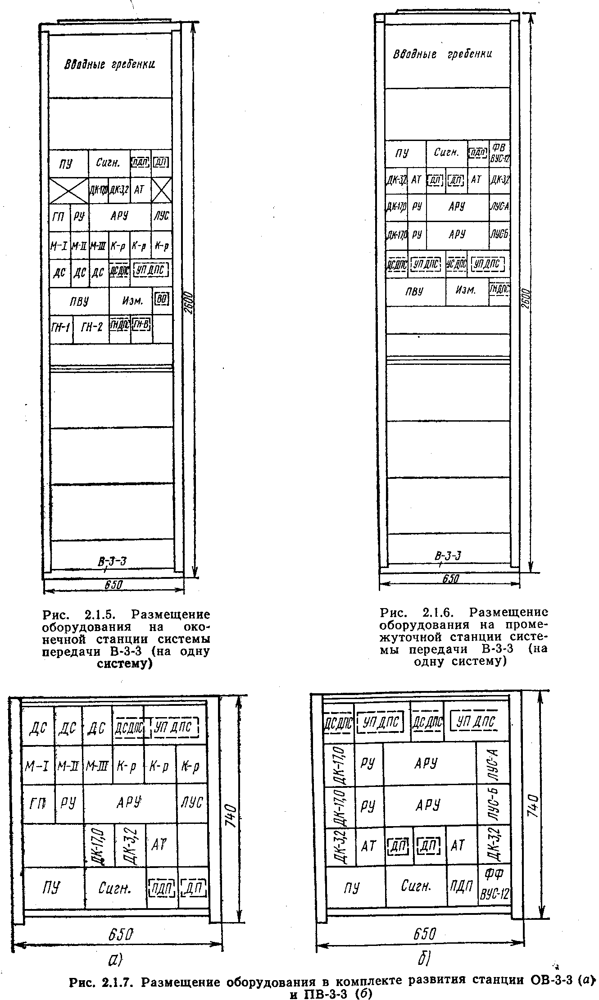 Вводные гребенки
ПУ Сигн. ПДП ДП
ДК-17,0 ДК-3,2 АТ
ГП РУ АРУ ЛУС
М-I М-II М-III К-р К-р К-р
ДС ДС ДС ДСДПС УП ДПС
ПВУ Изм. ВО
ГН-1 ГН-2 ГНДПС ГН-В
2600
В-3-3
650
Рис. 2.1.5. Размещение
оборудования на око-
нечной станции системы
передачи В-3-3 (на одну
систему)
Вводные гребенки
ПУ Сигн. ПДП ФВ
ВУС-12
ДК-3,2 АТ ДП ДП АТ ДК-3,2
ДК-17,0 РУ АРУ ЛУС-А
ДК-17,0 РУ АРУ ЛУС-Б
ДСДПС УП ДПС УСДПС УП ДПС
ПВУ Изм. ГНДПС
2600
В-3-3
650
Рис. 2.1.6. Размещение
оборудования на проме-
жуточной станции систе-
мы передачи В-3-3 (на
одну систему)
ДС ДС ДС ДСДПС УП ДПС
М-I М-II М-III К-р К-р К-р
ГП РУ АРУ ЛУС
ДК-17,0 ДК-3,2 АТ
ПУ Сигн. ПДП ДП
740
650
а)
ДСДПС УП ДПС ДСДПС УП ДПС
ДК-17,0 РУ АРУ ЛУС-А
ДК-17,0 РУ АРУ ЛУС-Б
ДК-3,2 АТ ДП ДП АТ ДК-3,2
ПУ Сигн. ПДП ФФ
ВУС-12
740
650
б)
Рис. 2.1.7. Размещение оборудования в комплекте развития станции ОВ-3-3 (а)
и ПВ-3-3 (б)